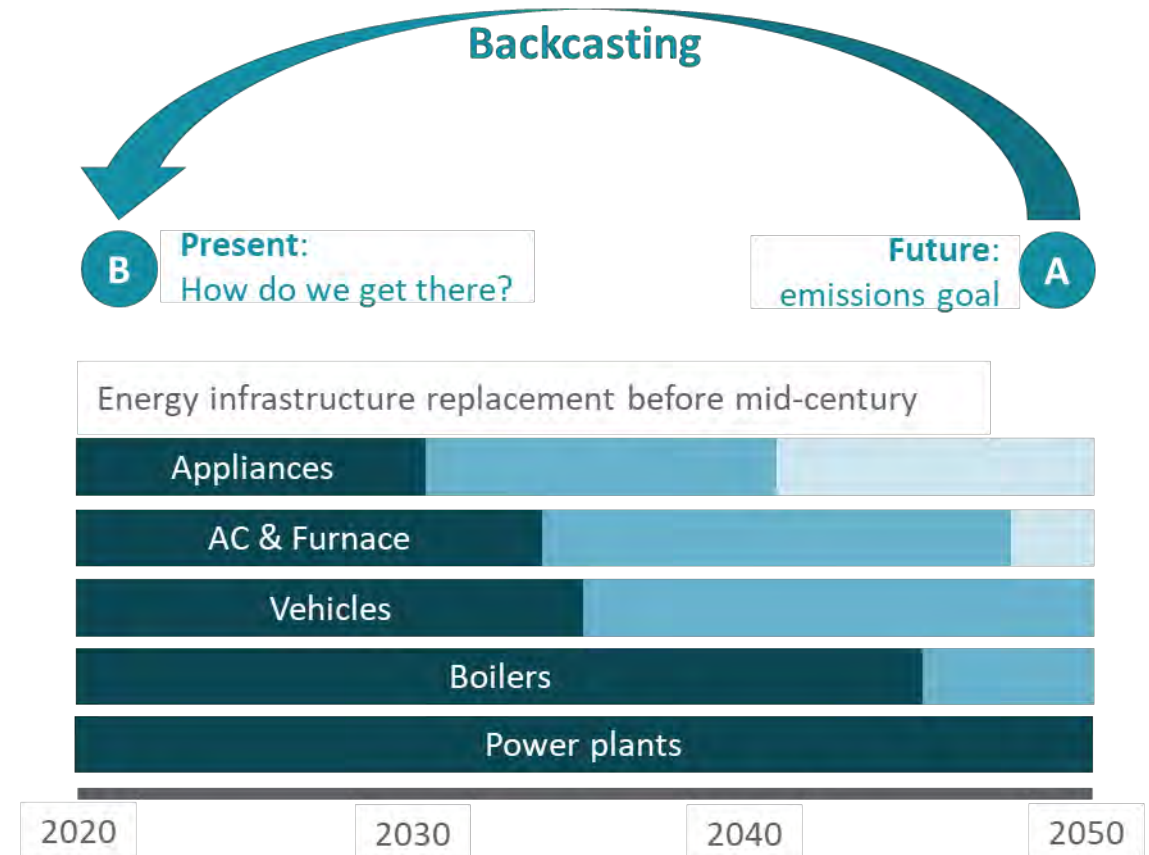 Backcasting
B
Present:
How do we get there?
Future:
emissions goal
A
Energy infrastructure replacement before mid-century
Appliances
AC & Furnace
Vehicles
Boilers
Power plants
2020
2030
2040
2050